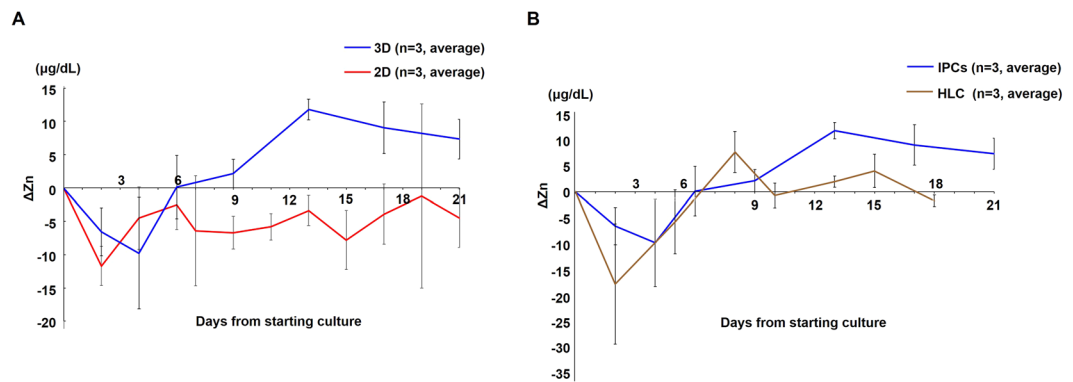 A
3D (n=3, average)
2D (n=3, average)
(μg/dL)
15
10
5
0
-5
-10
-15
-20
ΔZn
3
6
9
12
15
18
21
Days from starting culture
B
IPCs (n=3, average)
HLC (n=3, average)
(μg/dL)
15
10
5
0
-5
-10
-15
-20
-25
-30
-35
ΔZn
3
6
9
12
15
18
21
Days from starting culture